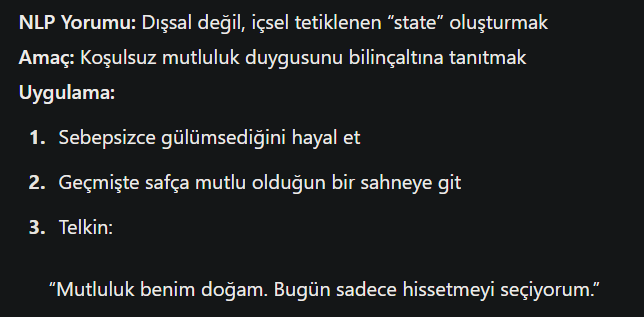 NLP Yorumu: Dışsal değil, içsel tetiklenen “state” oluşturmak
Amaç: Koşulsuz mutluluk duygusunu bilinçaltına tanıtmak
Uygulama:
1. Sebepsizce gülümsediğini hayal et
2. Geçmişte safça mutlu olduğun bir sahneye git
3. Telkin:
“Mutluluk benim doğam. Bugün sadece hissetmeyi seçiyorum.”